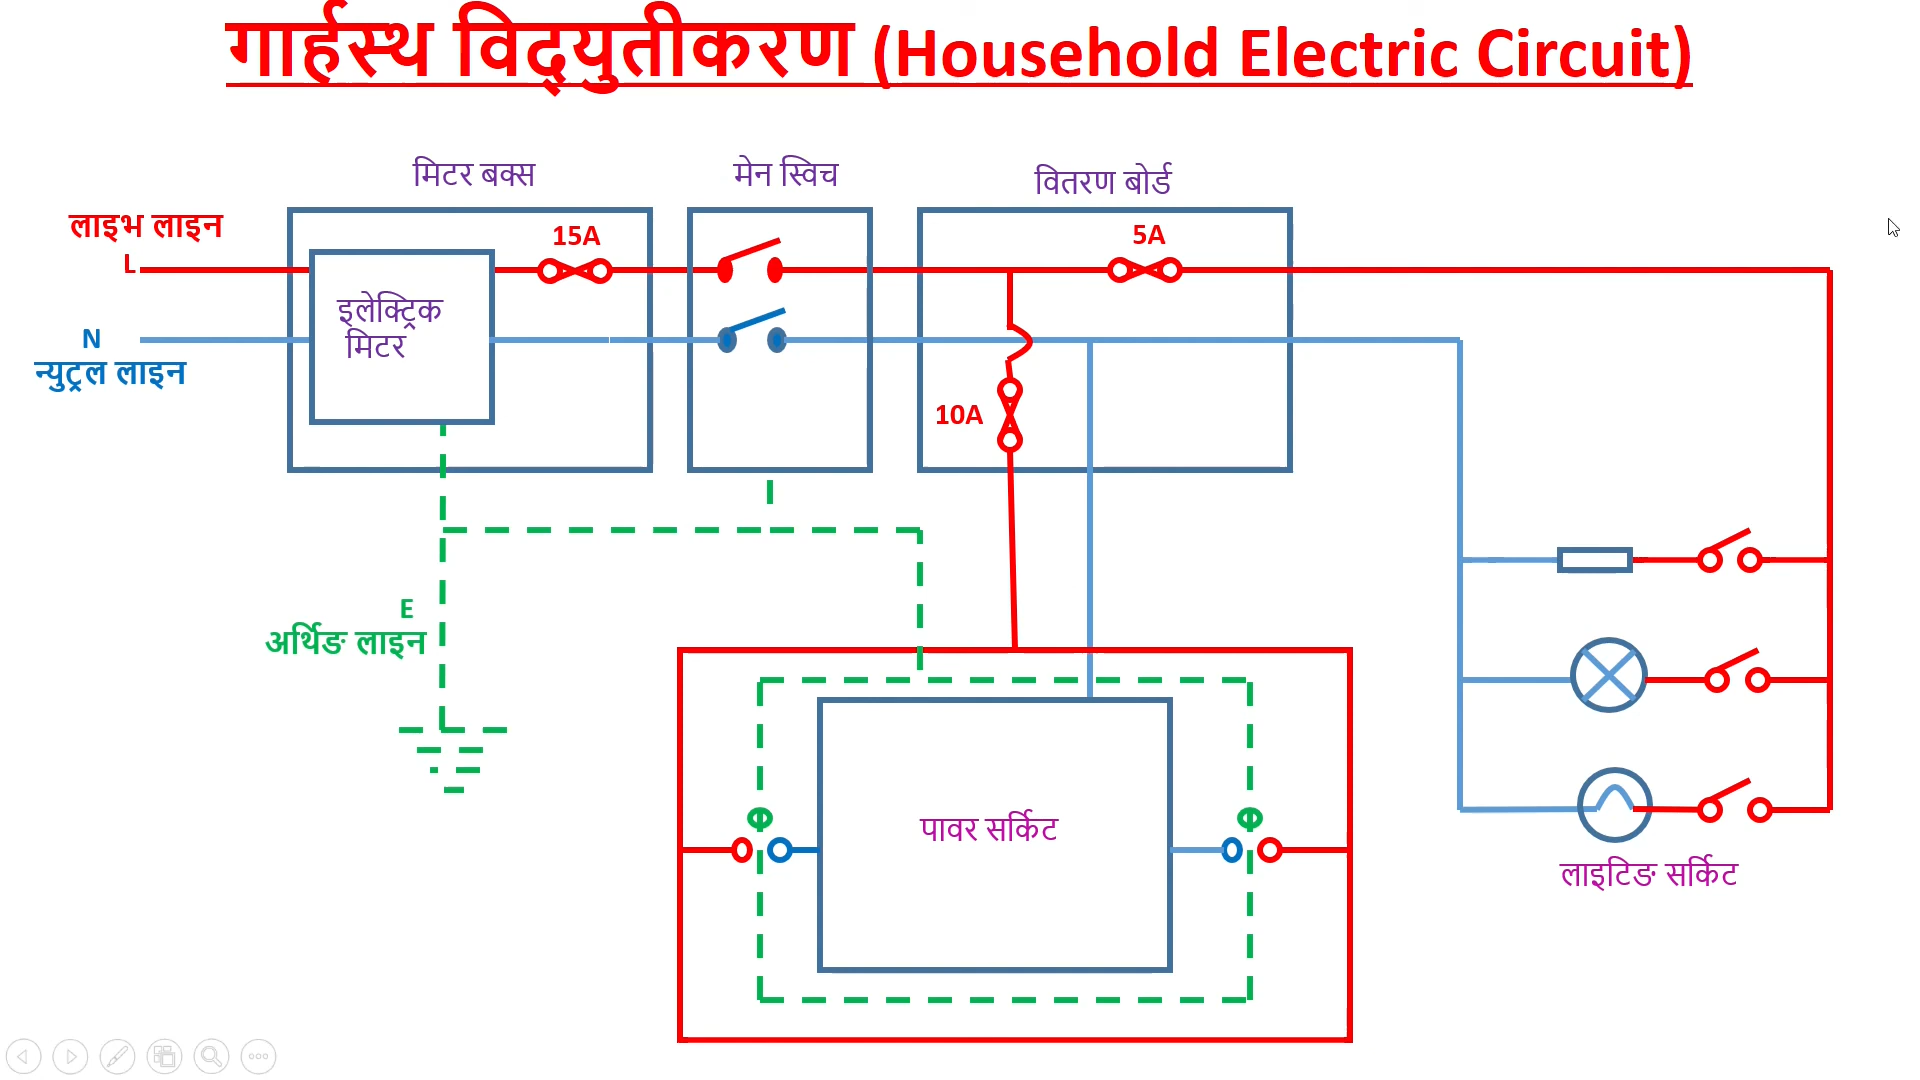 गार्हस्थ विद्युतीकरण (Household Electric Circuit)
मिटर बक्स
मेन स्विच
वितरण बोर्ड
लाइभ लाइन
L
15A
5A
इलेक्ट्रिक
मिटर
N
न्युट्रल लाइन
10A
E
अर्थिङ लाइन
पावर सर्किट
लाइटिङ सर्किट